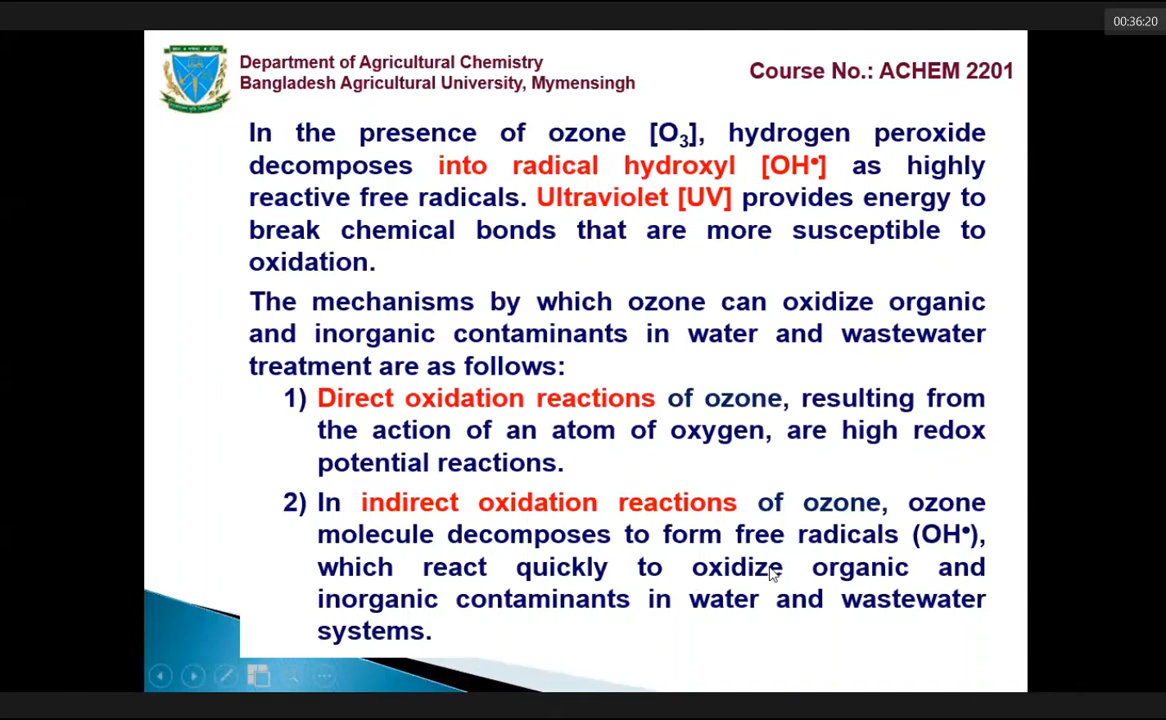 00:36:20
Department of Agricultural Chemistry
Bangladesh Agricultural University, Mymensingh
Course No.: ACHEM 2201
In the presence of ozone [O₃], hydrogen peroxide
decomposes into radical hydroxyl [OH•] as highly
reactive free radicals. Ultraviolet [UV] provides energy to
break chemical bonds that are more susceptible to
oxidation.
The mechanisms by which ozone can oxidize organic
and inorganic contaminants in water and wastewater
treatment are as follows:
1) Direct oxidation reactions of ozone, resulting from
the action of an atom of oxygen, are high redox
potential reactions.
2) In indirect oxidation reactions of ozone, ozone
molecule decomposes to form free radicals (OH•),
which react quickly to oxidize organic and
inorganic contaminants in water and wastewater
systems.